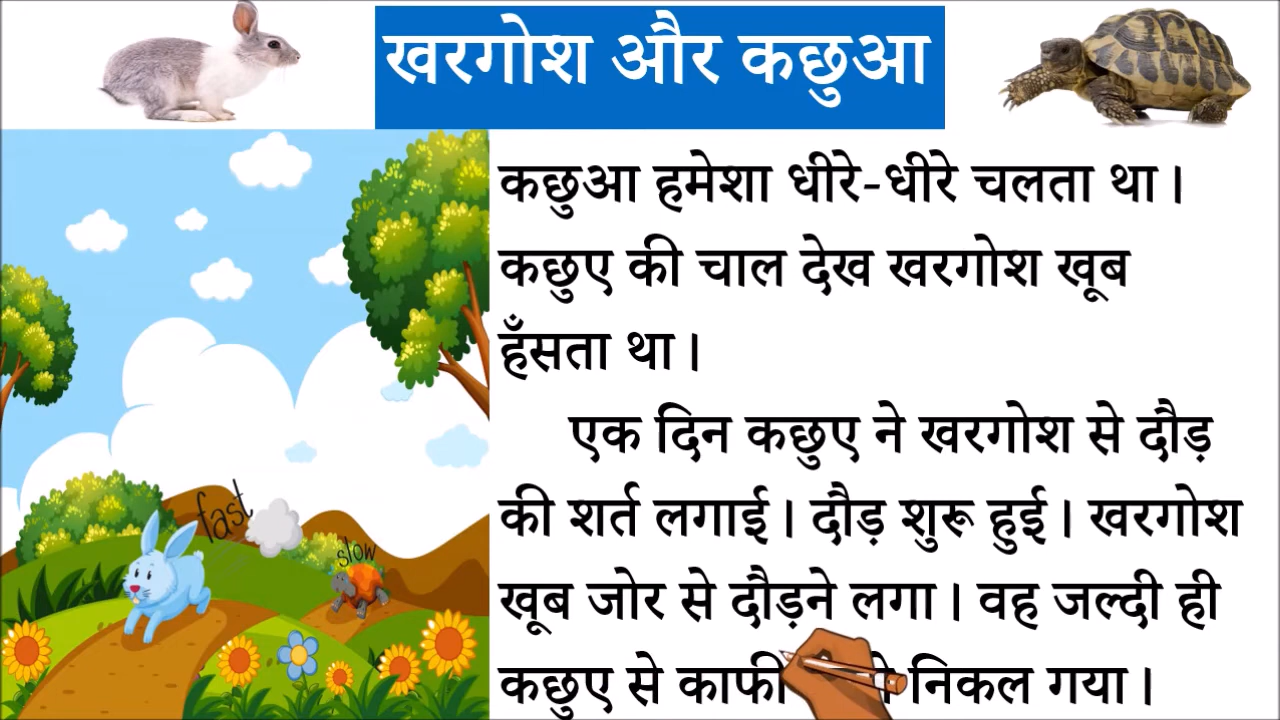 खरगोश और कछुआ
कछुआ हमेशा धीरे-धीरे चलता था।
कछुए की चाल देख खरगोश खूब
हँसता था।
एक दिन कछुए ने खरगोश से दौड़
की शर्त लगाई। दौड़ शुरू हुई। खरगोश
खूब जोर से दौड़ने लगा। वह जल्दी ही
कछुए से काफी निकल गया।
fast
slow